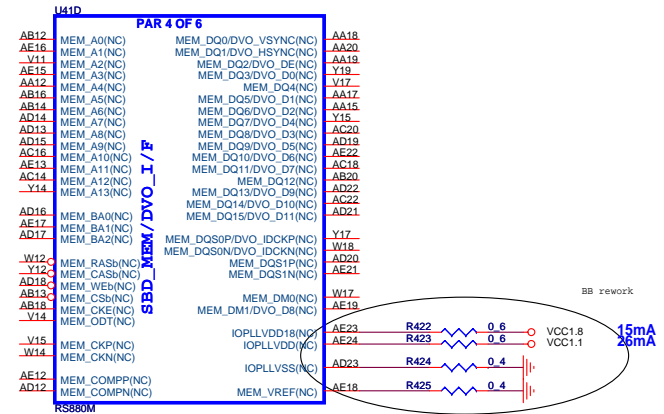 U41D
PAR 4 OF 6
AB12 MEM_A0(NC) MEM_DQ0/DVO_VSYNC(NC) AA18
AE16 MEM_A1(NC) MEM_DQ1/DVO_HSYNC(NC) AA20
V11 MEM_A2(NC) MEM_DQ2/DVO_DE(NC) AA19
AE15 MEM_A3(NC) MEM_DQ3/DVO_D0(NC) Y19
AA12 MEM_A4(NC) MEM_DQ4(NC) V17
AB16 MEM_A5(NC) MEM_DQ5/DVO_D1(NC) AA17
AB14 MEM_A6(NC) MEM_DQ6/DVO_D2(NC) AA15
AD14 MEM_A7(NC) MEM_DQ7/DVO_D4(NC) Y15
AD13 MEM_A8(NC) MEM_DQ8/DVO_D3(NC) AC20
AD15 MEM_A9(NC) MEM_DQ9/DVO_D5(NC) AD19
AC16 MEM_A10(NC) MEM_DQ10/DVO_D6(NC) AE22
AE13 MEM_A11(NC) MEM_DQ11/DVO_D7(NC) AC18
AC14 MEM_A12(NC) MEM_DQ12(NC) AB20
Y14 MEM_A13(NC) MEM_DQ13/DVO_D9(NC) AD22
MEM_DQ14/DVO_D10(NC) AC22
AD16 MEM_BA0(NC) MEM_DQ15/DVO_D11(NC) AD21
AE17 MEM_BA1(NC)
AD17 MEM_BA2(NC) MEM_DQS0P/DVO_IDCKP(NC) Y17
MEM_DQS0N/DVO_IDCKN(NC) W18
W12 MEM_RASb(NC) MEM_DQS1P(NC) AD20
Y12 MEM_CASb(NC) MEM_DQS1N(NC) AE21
AD18 MEM_WEb(NC)
AB13 MEM_CSb(NC) MEM_DM0(NC) W17
AB18 MEM_CKE(NC) MEM_DM1/DVO_D8(NC) AE19
V14 MEM_ODT(NC)
SBD_MEM/DVO_I/F
BB rework
IOPLLVDD18(NC) AE23 R422 0_6 VCC1.8 15mA
V15 MEM_CKP(NC) IOPLLVDD(NC) AE24 R423 0_6 VCC1.1 26mA
W14 MEM_CKN(NC)
IOPLLVSS(NC) AD23 R424 0_4
AE12 MEM_COMPP(NC)
AD12 MEM_COMPN(NC) MEM_VREF(NC) AE18 R425 0_4
RS880M